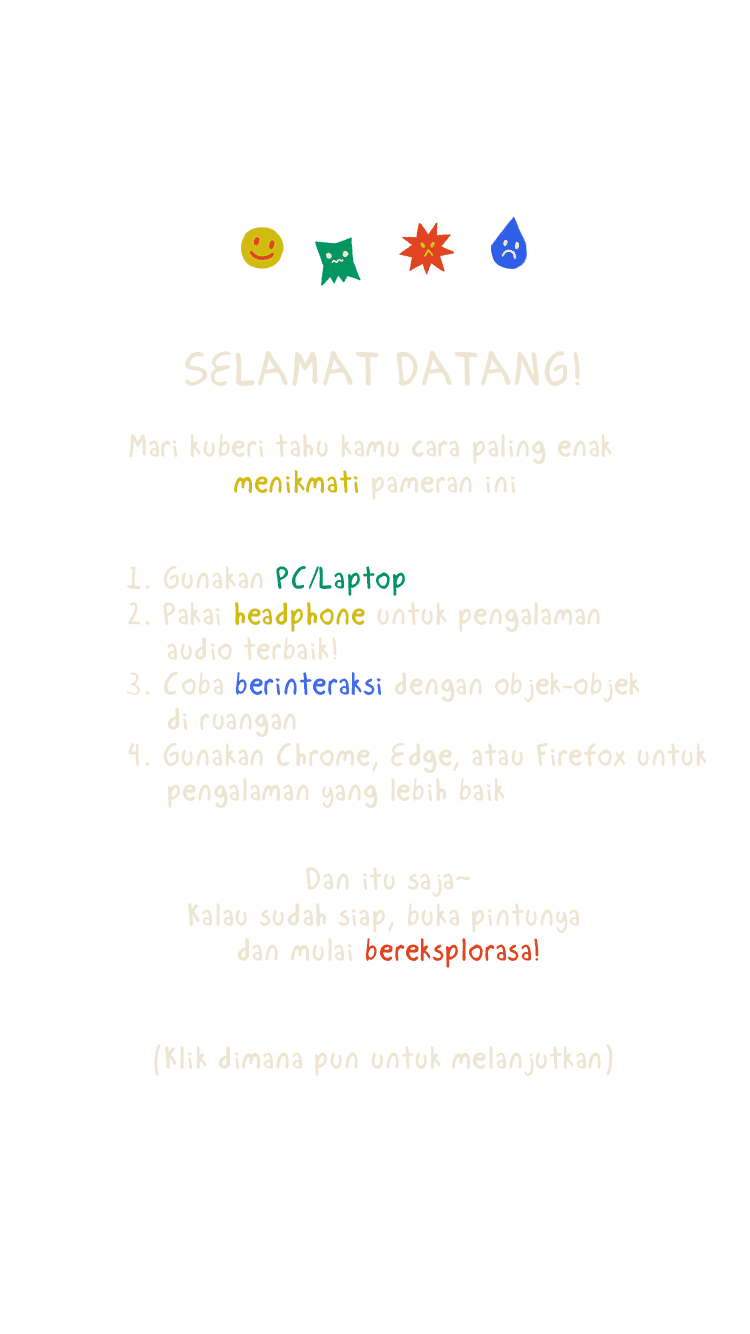 SELAMAT DATANG!
Mari kuberi tahu kamu cara paling enak
menikmati pameran ini
1. Gunakan PC/Laptop
2. Pakai headphone untuk pengalaman
audio terbaik!
3. Coba berinteraksi dengan objek-objek
di ruangan
4. Gunakan Chrome, Edge, atau Firefox untuk
pengalaman yang lebih baik
Dan itu saja~
Kalau sudah siap, buka pintunya
dan mulai bereksplorasa!
(Klik dimana pun untuk melanjutkan)